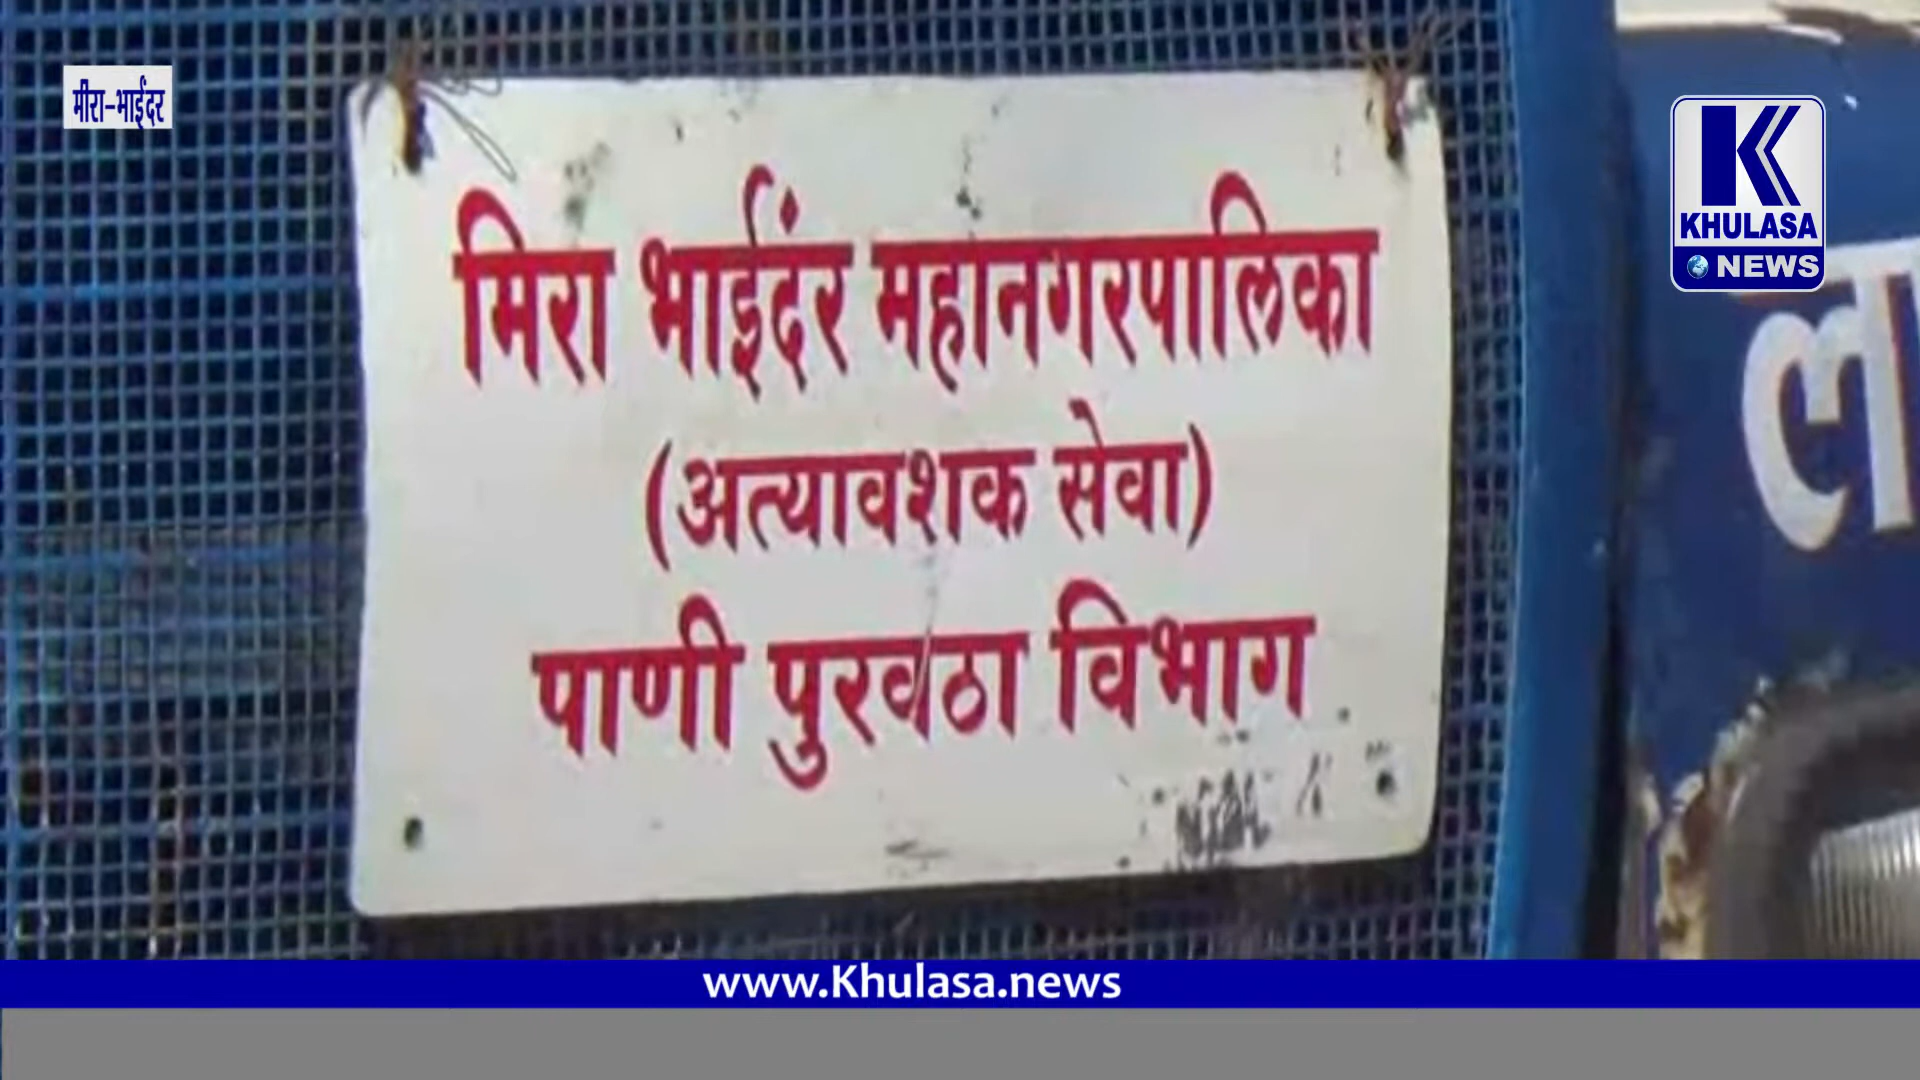 मीरा-भाईंदर
K
KHULASA
NEWS
मिरा भाईंदर महानगरपालिका
(अत्यावशक सेवा)
पाणी पुरवठा विभाग
www.Khulasa.news